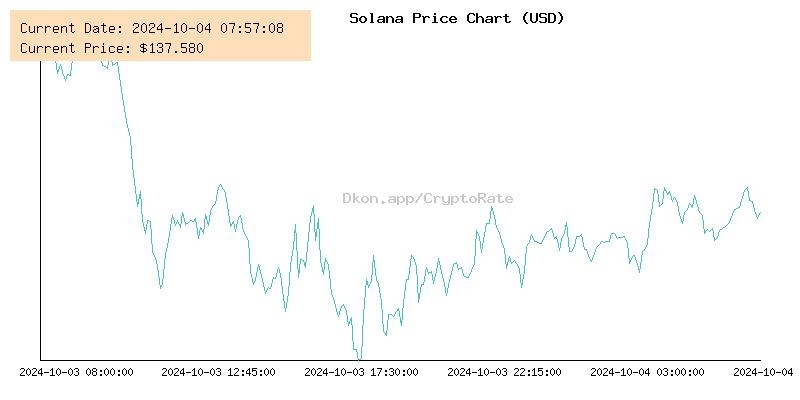 Solana Price Chart (USD)
Current Date: 2024-10-04 07:57:08
Current Price: $137.580
Dkon.app/CryptoRate
2024-10-03 08:00:00 2024-10-03 12:45:00 2024-10-03 17:30:00 2024-10-03 22:15:00 2024-10-04 03:00:00 2024-10-04